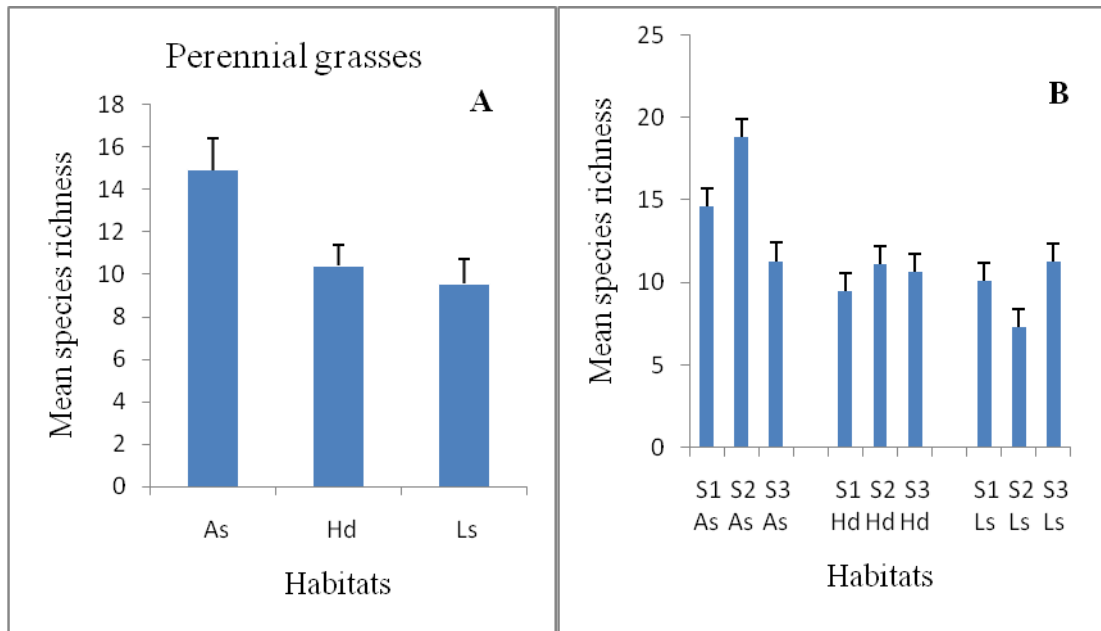 Perennial grasses
A
Mean species richness
18
16
14
12
10
8
6
4
2
0
As Hd Ls
Habitats
B
Mean species richness
25
20
15
10
5
0
S1 S2 S3 S1 S2 S3 S1 S2 S3
As As As Hd Hd Hd Ls Ls Ls
Habitats